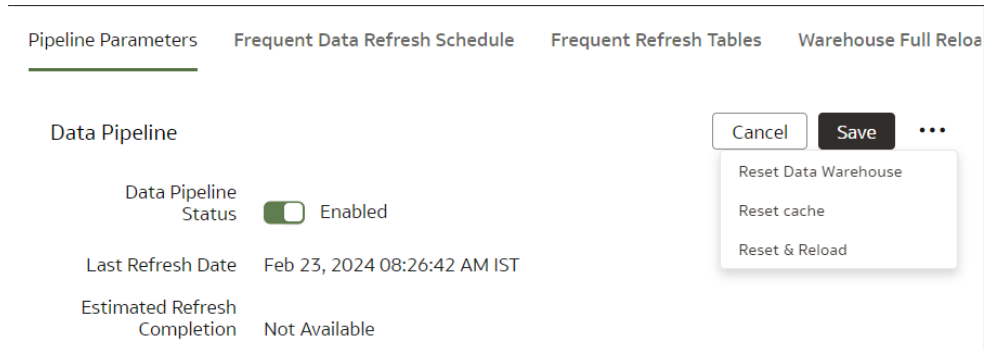 Pipeline Parameters Frequent Data Refresh Schedule Frequent Refresh Tables Warehouse Full Reloa
Data Pipeline Cancel Save
Reset Data Warehouse
Reset cache
Reset & Reload
Data Pipeline
Status Enabled
Last Refresh Date Feb 23, 2024 08:26:42 AM IST
Estimated Refresh
Completion Not Available